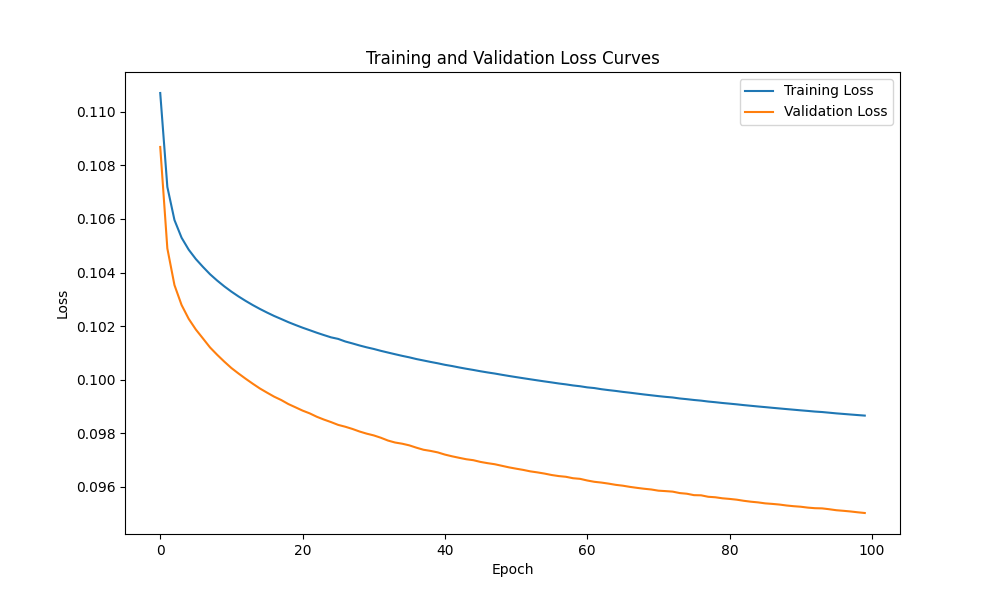 Training and Validation Loss Curves
Training Loss
Validation Loss
0.110
0.108
0.106
0.104
0.102
0.100
0.098
0.096
Loss
0 20 40 60 80 100
Epoch